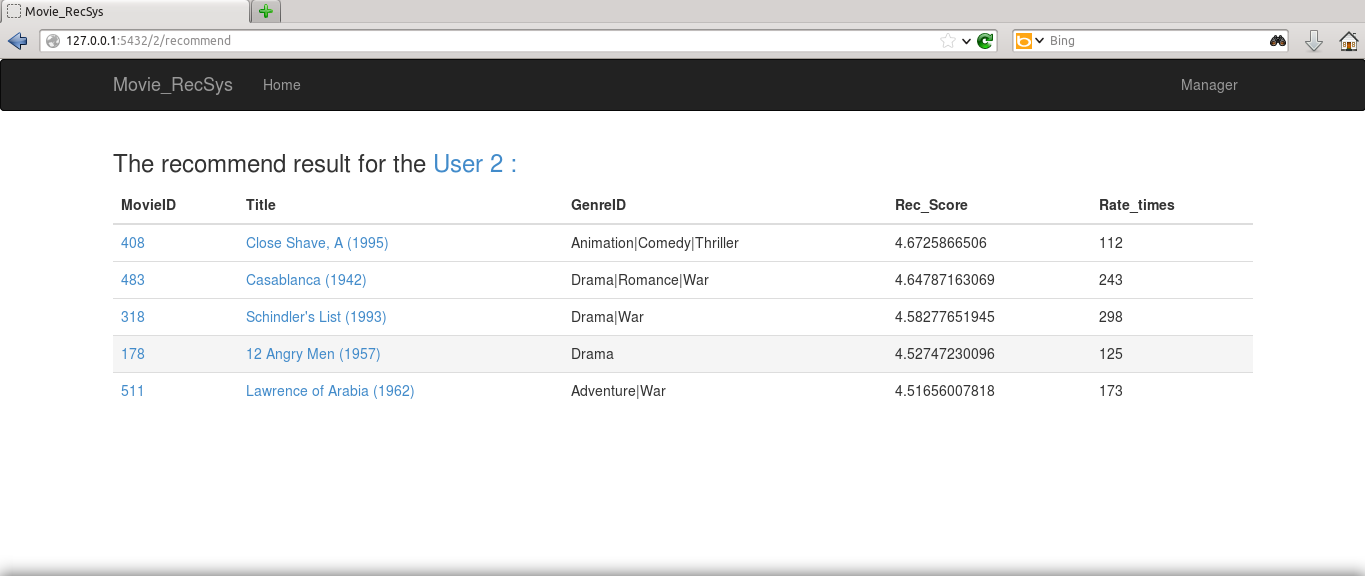 Movie_RecSys
127.0.0.1:5432/2/recommend Bing
Movie_RecSys Home Manager
The recommend result for the User 2 :
MovieID Title GenreID Rec_Score Rate_times
408 Close Shave, A (1995) Animation|Comedy|Thriller 4.6725866506 112
483 Casablanca (1942) Drama|Romance|War 4.64787163069 243
318 Schindler's List (1993) Drama|War 4.58277651945 298
178 12 Angry Men (1957) Drama 4.52747230096 125
511 Lawrence of Arabia (1962) Adventure|War 4.51656007818 173